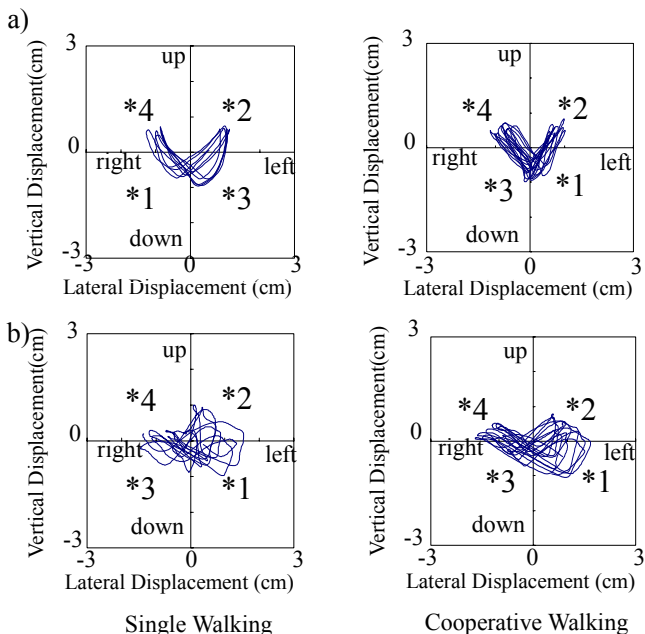 a)
3
up
*4
*2
0
right
left
*1
*3
down
-3
-3
0
3
Vertical Displacement(cm)
Lateral Displacement (cm)
3
up
*4
*2
0
right
left
*3
*1
down
-3
-3
0
3
Vertical Displacement(cm)
Lateral Displacement (cm)
b)
3
up
*4
*2
0
right
left
*3
*1
down
-3
-3
0
3
Vertical Displacement(cm)
Lateral Displacement (cm)
3
up
*4
*2
0
right
left
*3
*1
down
-3
-3
0
3
Vertical Displacement(cm)
Lateral Displacement (cm)
Single Walking
Cooperative Walking